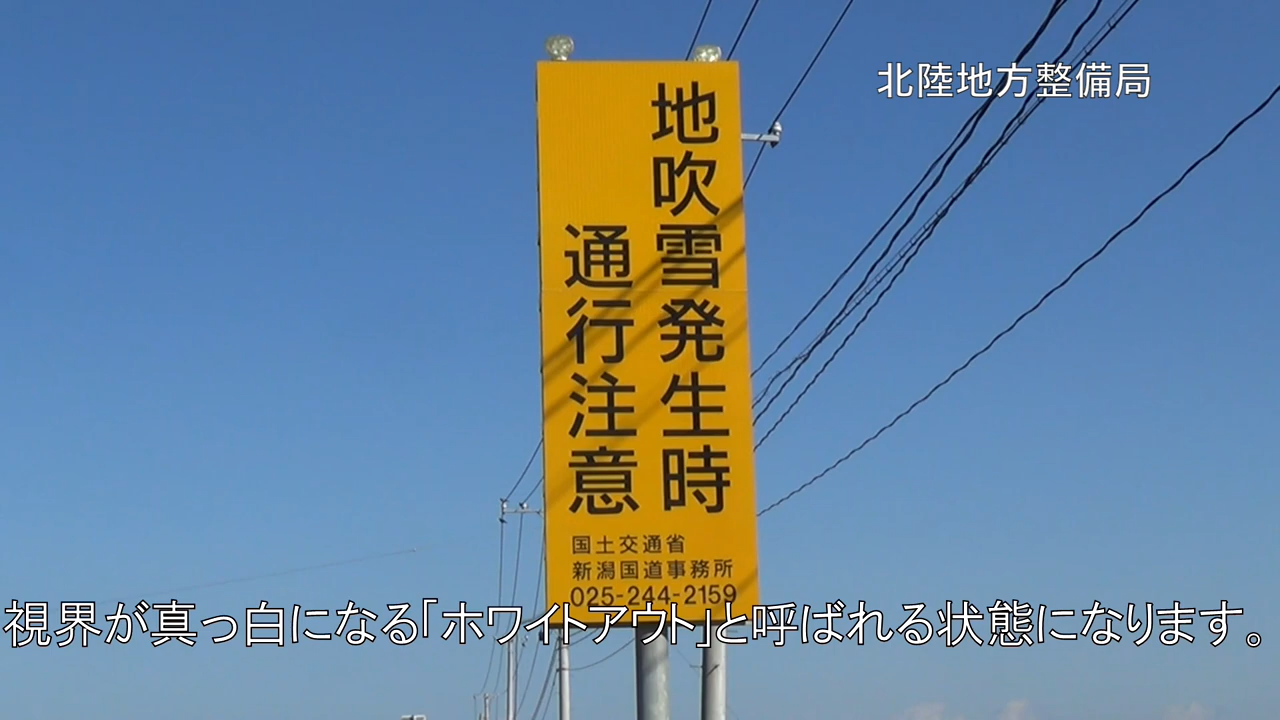 北陸地方整備局
地吹雪発生時
通行注意
国土交通省
新潟国道事務所
025-244-2159
視界が真っ白になる「ホワイトアウト」と呼ばれる状態になります。